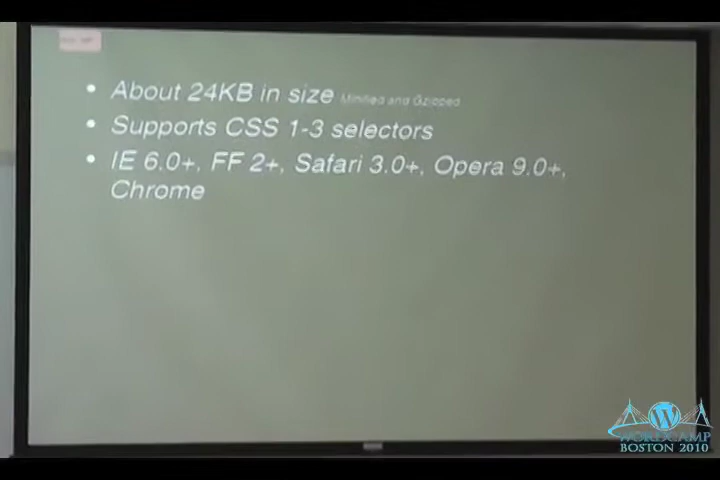 • About 24KB in size Minified and Gzipped
• Supports CSS 1-3 selectors
• IE 6.0+, FF 2+, Safari 3.0+, Opera 9.0+,
Chrome
WORDCAMP
BOSTON 2010